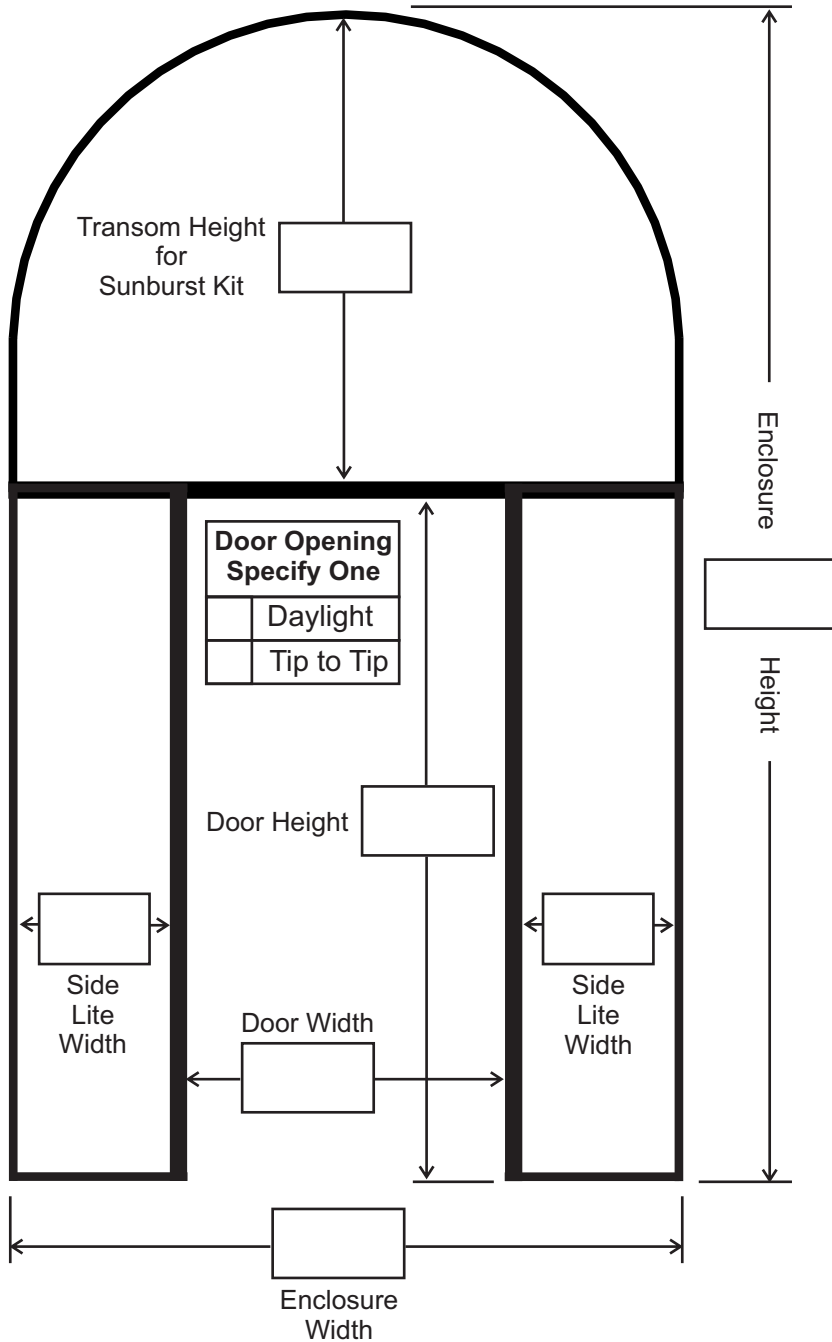 Transom Height
for
Sunburst Kit
Enclosure
Height
Door Opening
Specify One
Daylight
Tip to Tip
Door Height
Side
Lite
Width
Side
Lite
Width
Door Width
Enclosure
Width